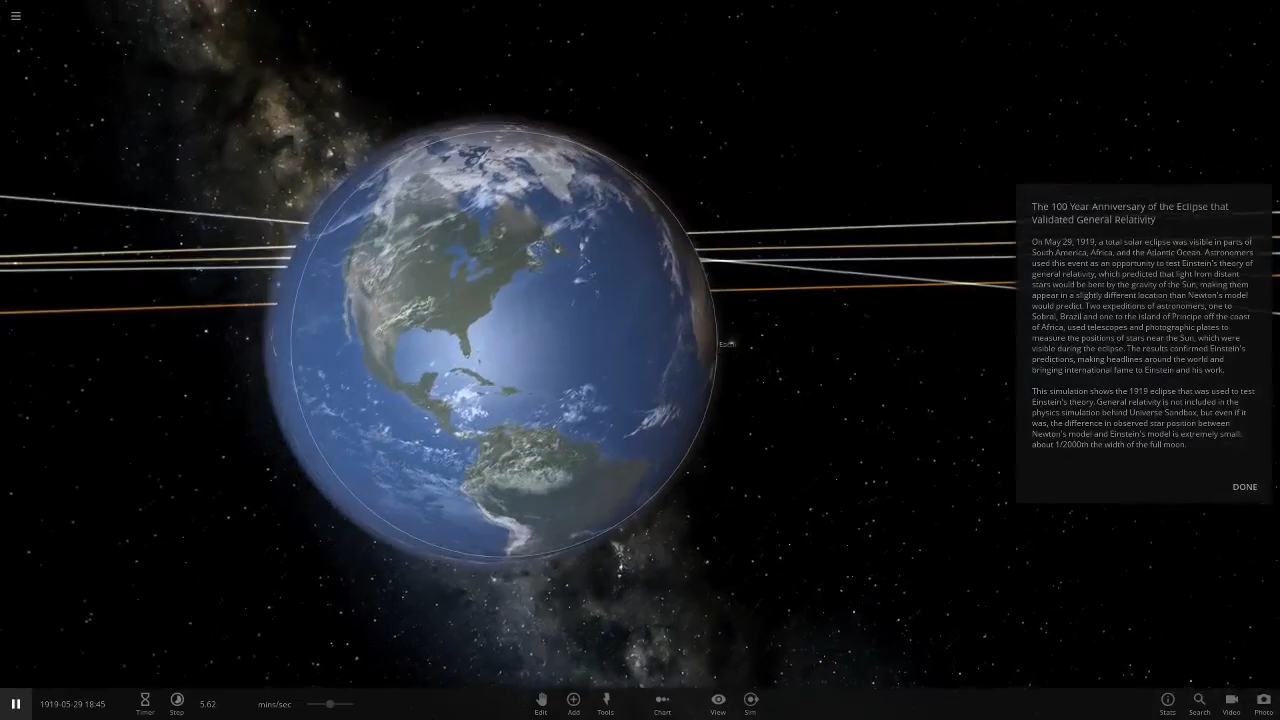 Earth
The 100 Year Anniversary of the Eclipse that
Validated General Relativity
On May 29, 1919, a total solar eclipse was visible in parts of
South America, Africa, and the Atlantic Ocean. Astronomers
used this event as an opportunity to test Einstein's theory of
general relativity, which predicted that light from distant
stars would be bent by the gravity of the Sun, making them
appear in a slightly different location than Newton's model
would predict. Two expeditions of astronomers, one to
Sobral, Brazil and one to the island of Principe off the coast
of Africa, used telescopes and photographic plates to
measure the positions of stars near the Sun, which were
visible during the eclipse. The results confirmed Einstein's
predictions, making headlines around the world and
bringing international fame to Einstein and his work.
This simulation shows the 1919 eclipse that was used to test
Einstein's theory. General relativity is not included in the
physics simulation behind Universe Sandbox, but even if it
was, the difference in observed star position between
Newton's model and Einstein's model is extremely small:
about 1/2000th the width of the full moon.
DONE
1919-05-29 18:45
Timer
Step
5.62
mins/sec
Edit
Add
Tools
Chart
View
Sim
Stats
Search
Video
Photo